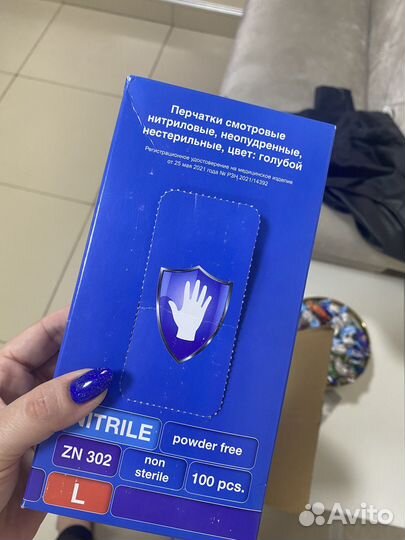 Перчатки смотровые
нитриловые, неопудренные,
нестерильные, цвет: голубой
Регистрационное удостоверение на медицинское изделие
от 25 мая 2021 года № РЗН 2021/14392
NITRILE
powder free
ZN 302
non
sterile
100 pcs.
L
Avito